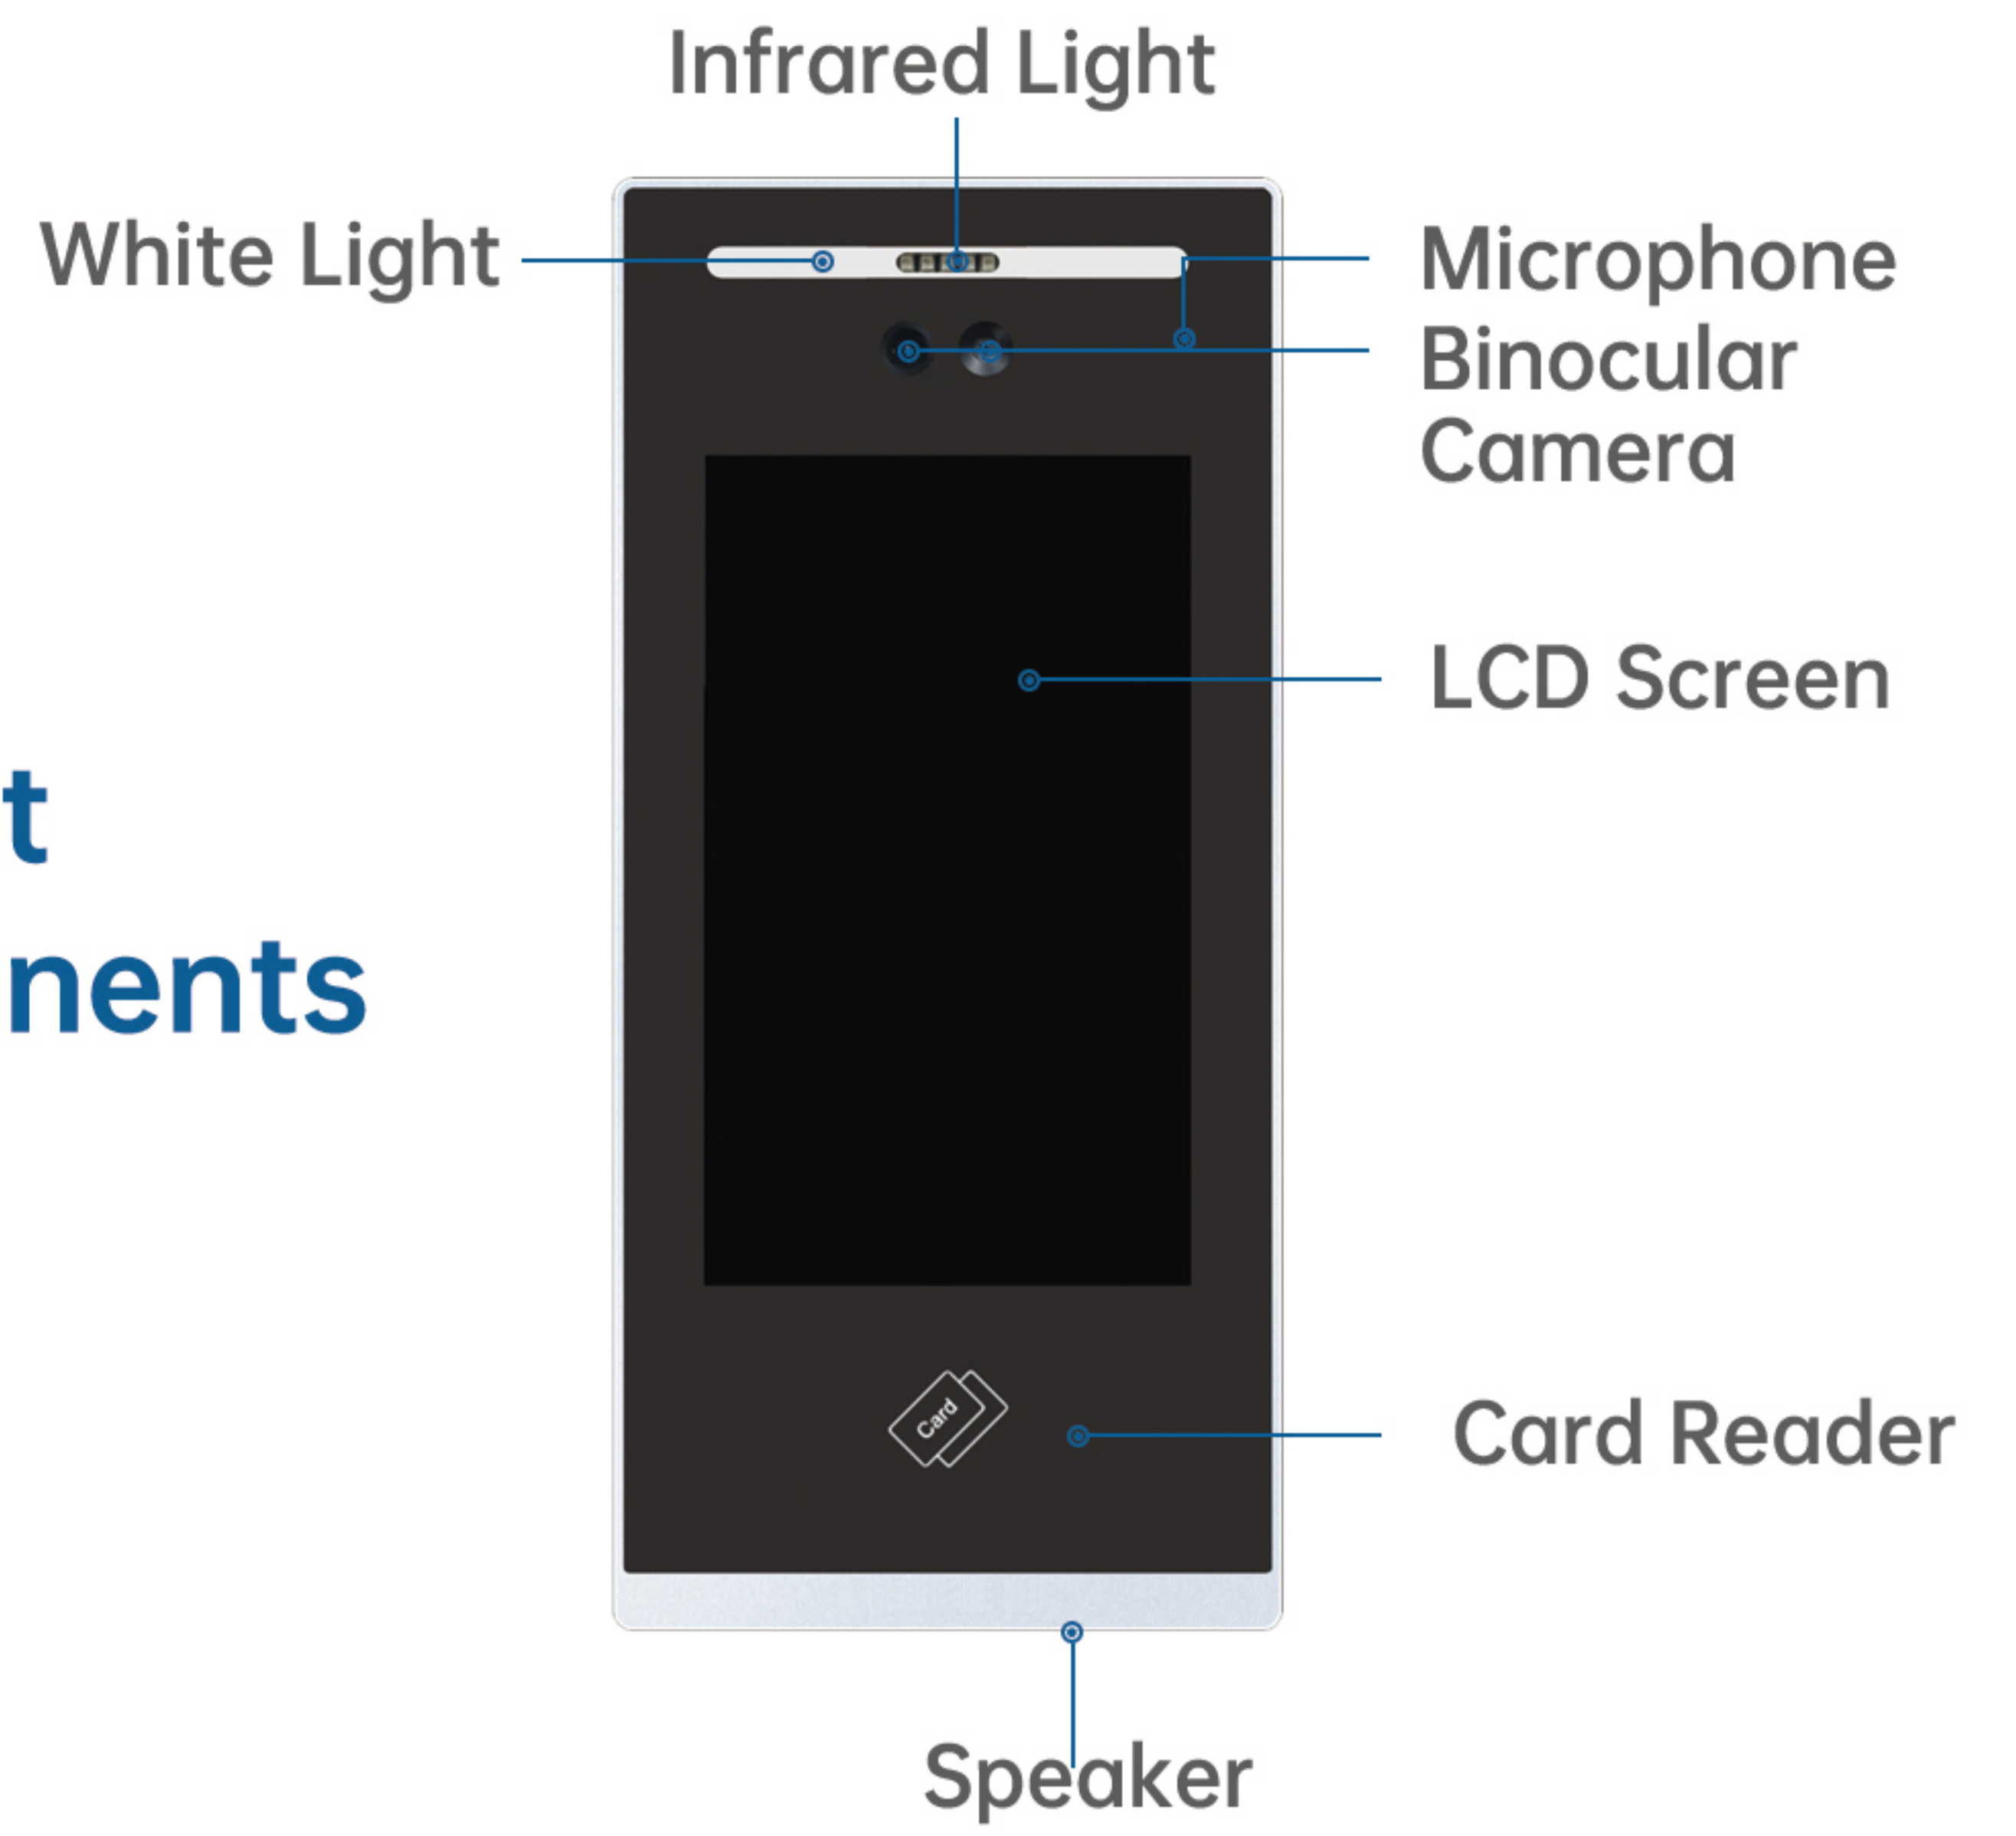 Infrared Light
White Light
Microphone
Binocular
Camera
LCD Screen
t
nents
Card
Card Reader
Speaker